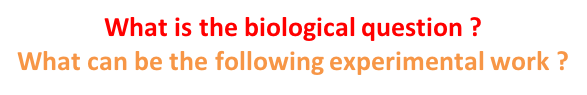 What is the biological question ?
What can be the following experimental work ?